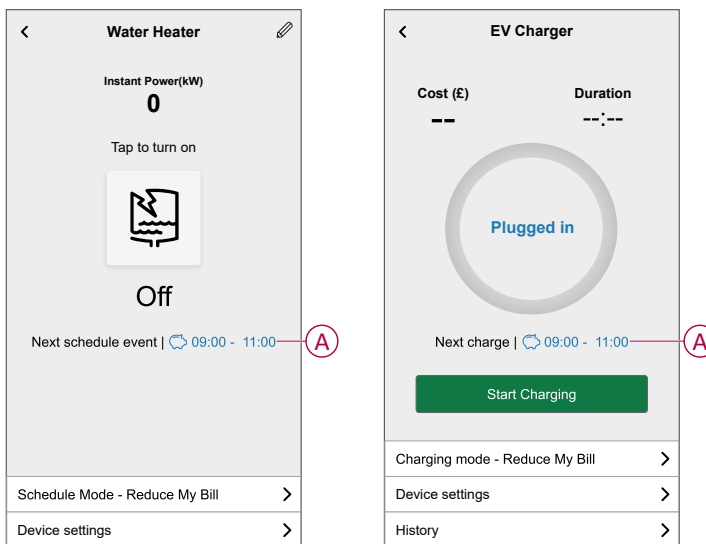 Water Heater
Instant Power(kW)
0
Tap to turn on
Off
Next schedule event | 09:00 - 11:00
A
Schedule Mode - Reduce My Bill
Device settings
EV Charger
Cost (£)
Duration
--
--:--
Plugged in
Next charge | 09:00 - 11:00
A
Start Charging
Charging mode - Reduce My Bill
Device settings
History